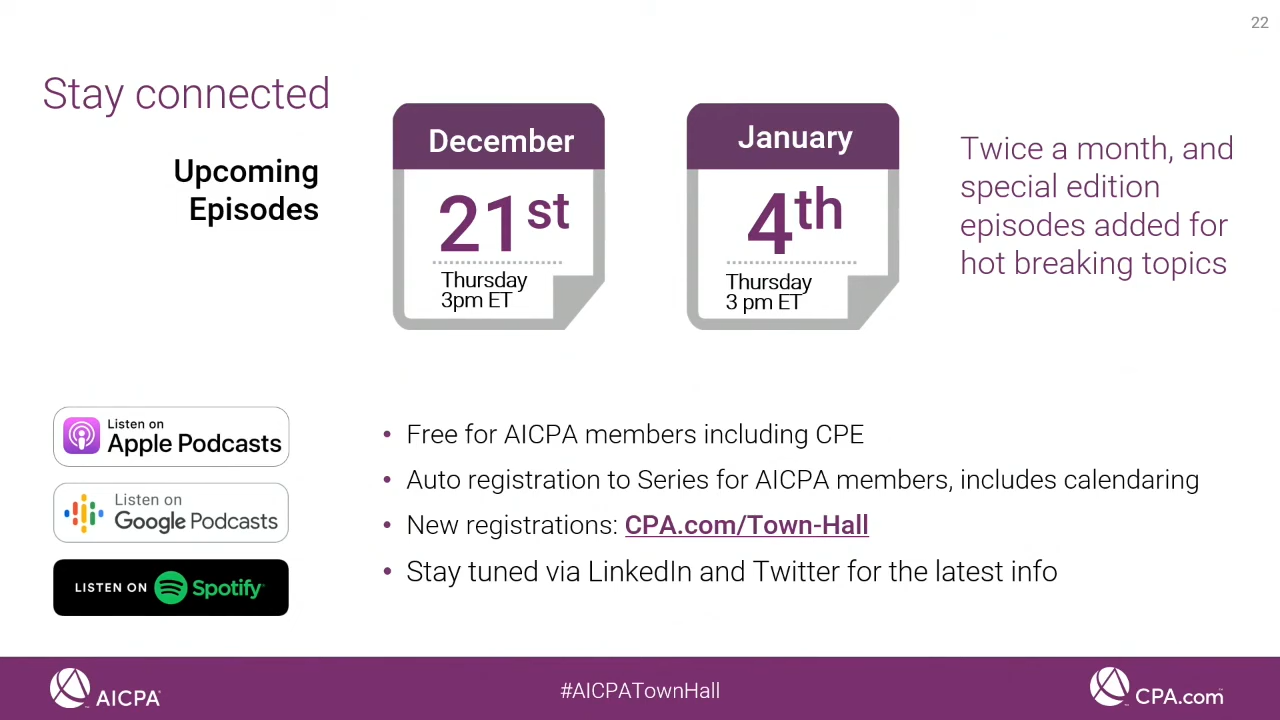 22
Stay connected
Upcoming
Episodes
December
21st
Thursday
3pm ET
January
4th
Thursday
3 pm ET
Twice a month, and
special edition
episodes added for
hot breaking topics
Listen on
Apple Podcasts
Listen on
Google Podcasts
LISTEN ON Spotify
• Free for AICPA members including CPE
• Auto registration to Series for AICPA members, includes calendaring
• New registrations: CPA.com/Town-Hall
• Stay tuned via LinkedIn and Twitter for the latest info
AICPA
#AICPATownHall
CPA.com